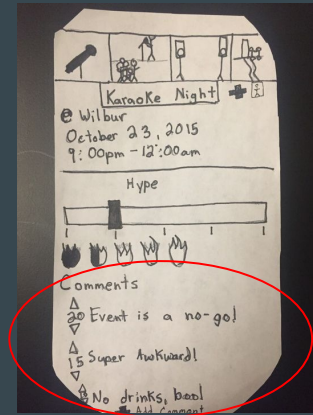 Karaoke Night
@ Wilbur
October 23, 2015
9:00pm - 12:00am
Hype
Comments
20 Event is a no-go!
15 Super Awkward!
No drinks, boo!
Add Comment